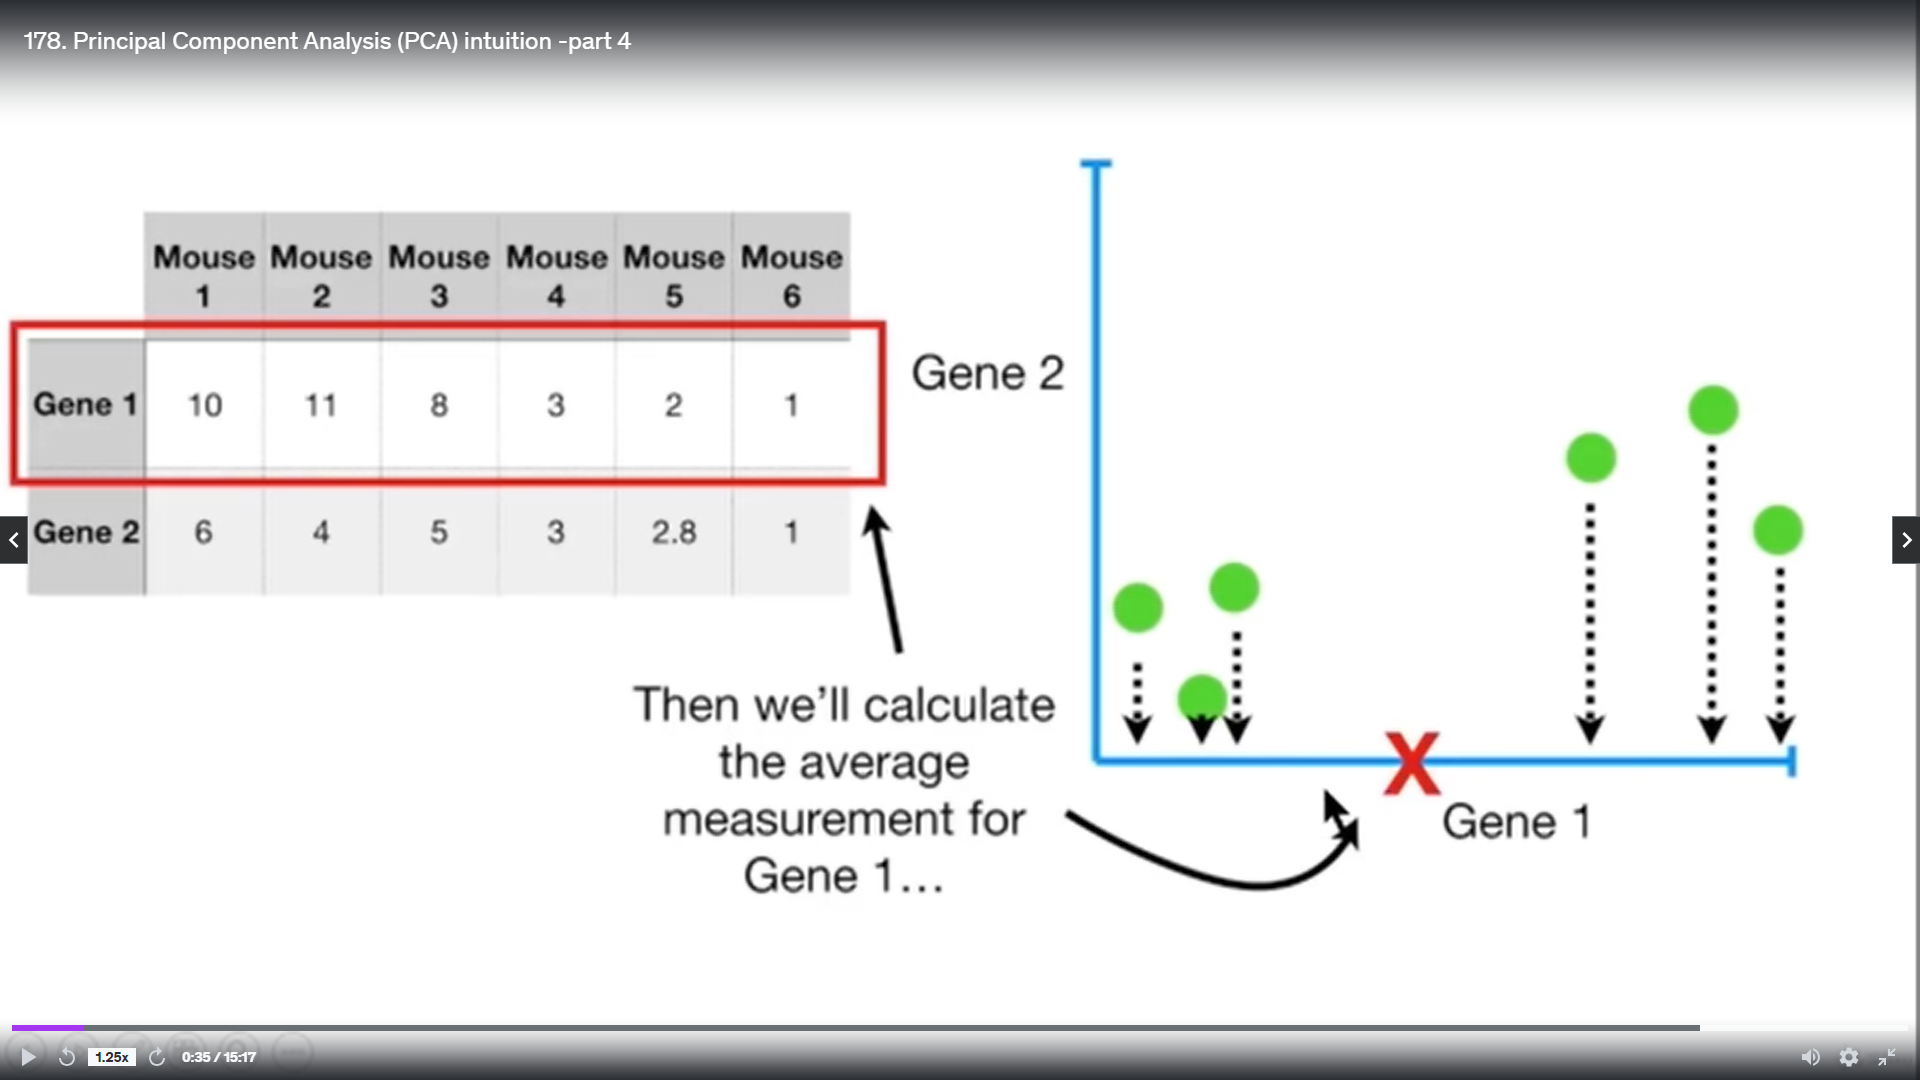 178. Principal Component Analysis (PCA) intuition -part 4
Mouse 1 Mouse 2 Mouse 3 Mouse 4 Mouse 5 Mouse 6
Gene 1 10 11 8 3 2 1
Gene 2 6 4 5 3 2.8 1
Then we'll calculate
the average
measurement for
Gene 1...
Gene 2
X
Gene 1
1.25x 0:35 / 15:17